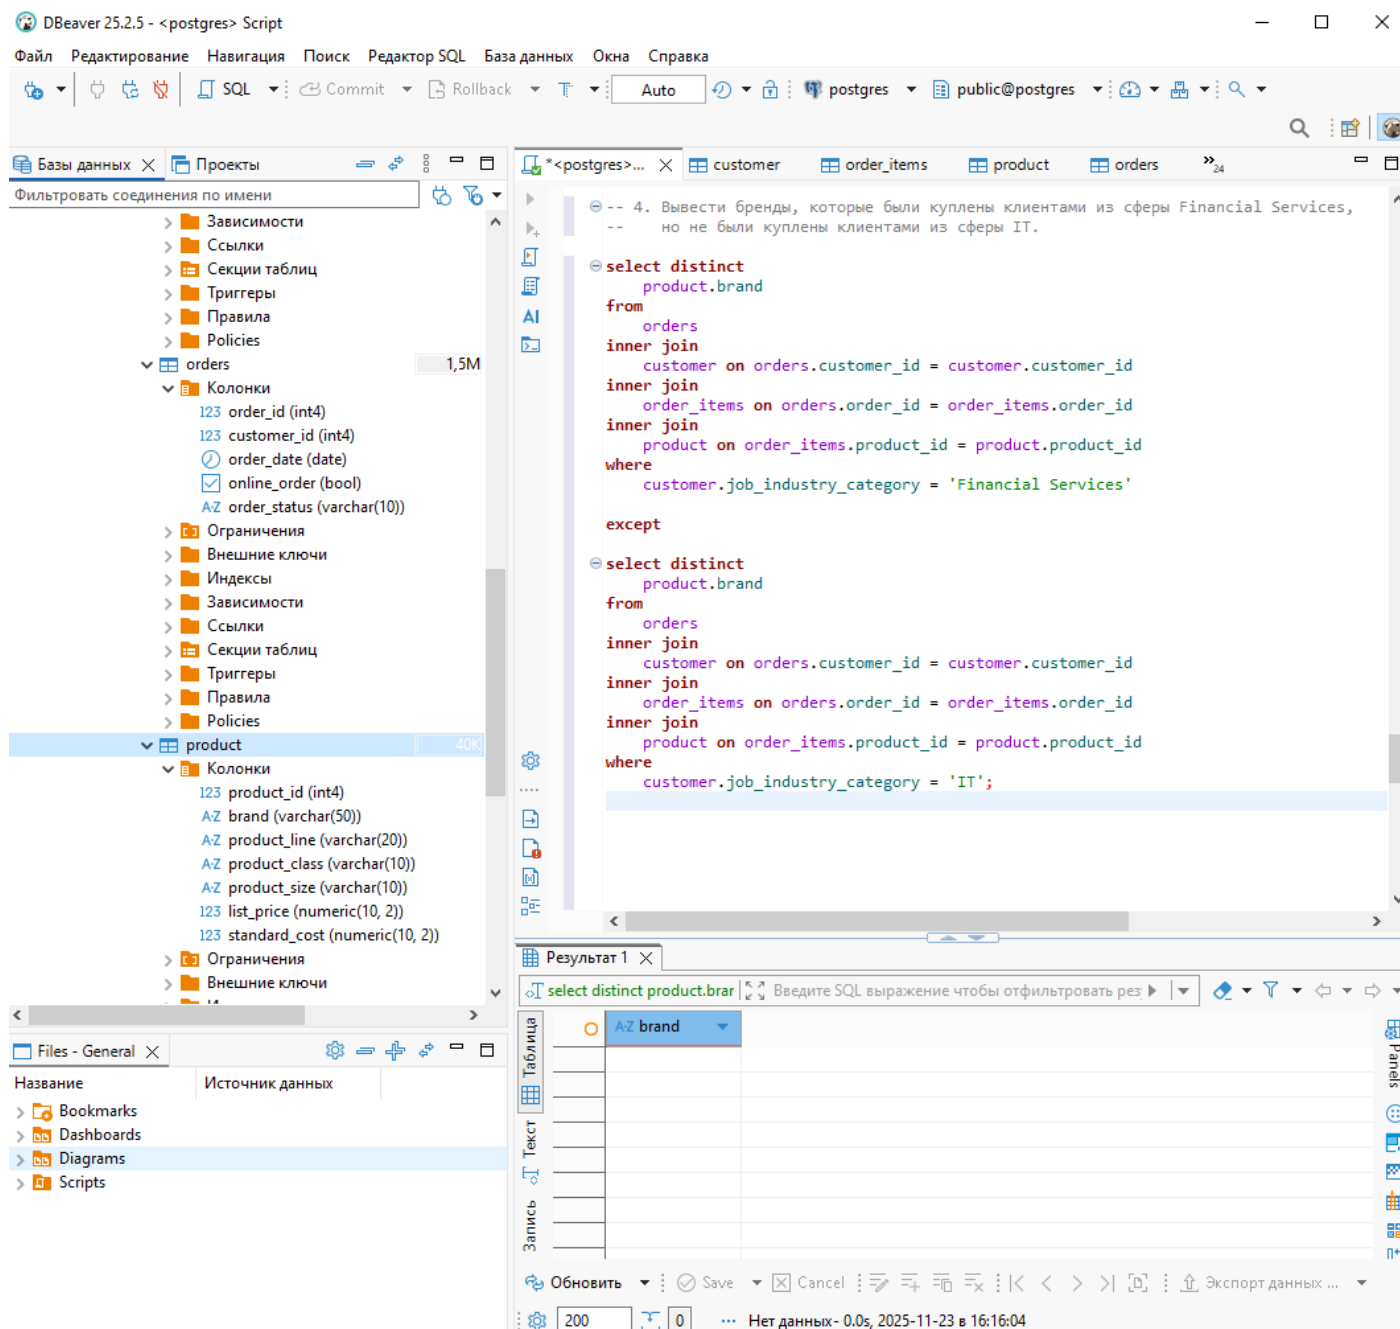 DBeaver 25.2.5 - <postgres> Script
Файл Редактирование Навигация Поиск Редактор SQL База данных Окна Справка
SQL Commit Rollback Auto postgres public@postgres
Базы данных Проекты
Фильтровать соединения по имени
Зависимости
Ссылки
Секции таблиц
Триггеры
Правила
Policies
orders 1,5M
Колонки
123 order_id (int4)
123 customer_id (int4)
order_date (date)
online_order (bool)
A-Z order_status (varchar(10))
Ограничения
Внешние ключи
Индексы
Зависимости
Ссылки
Секции таблиц
Триггеры
Правила
Policies
product 40K
Колонки
123 product_id (int4)
A-Z brand (varchar(50))
A-Z product_line (varchar(20))
A-Z product_class (varchar(10))
A-Z product_size (varchar(10))
123 list_price (numeric(10, 2))
123 standard_cost (numeric(10, 2))
Ограничения
Внешние ключи
Files - General
Название Источник данных
Bookmarks
Dashboards
Diagrams
Scripts
*<postgres>... customer order_items product orders »24
AI
-- 4. Вывести бренды, которые были куплены клиентами из сферы Financial Services,
-- но не были куплены клиентами из сферы IT.
select distinct
product.brand
from
orders
inner join
customer on orders.customer_id = customer.customer_id
inner join
order_items on orders.order_id = order_items.order_id
inner join
product on order_items.product_id = product.product_id
where
customer.job_industry_category = 'Financial Services'
except
select distinct
product.brand
from
orders
inner join
customer on orders.customer_id = customer.customer_id
inner join
order_items on orders.order_id = order_items.order_id
inner join
product on order_items.product_id = product.product_id
where
customer.job_industry_category = 'IT';
Результат 1
select distinct product.brar Введите SQL выражение чтобы отфильтровать рез
A-Z brand
Таблица
Текст
Запись
Panels
Обновить Save Cancel Экспорт данных ...
200 0 ... Нет данных - 0.0s, 2025-11-23 в 16:16:04